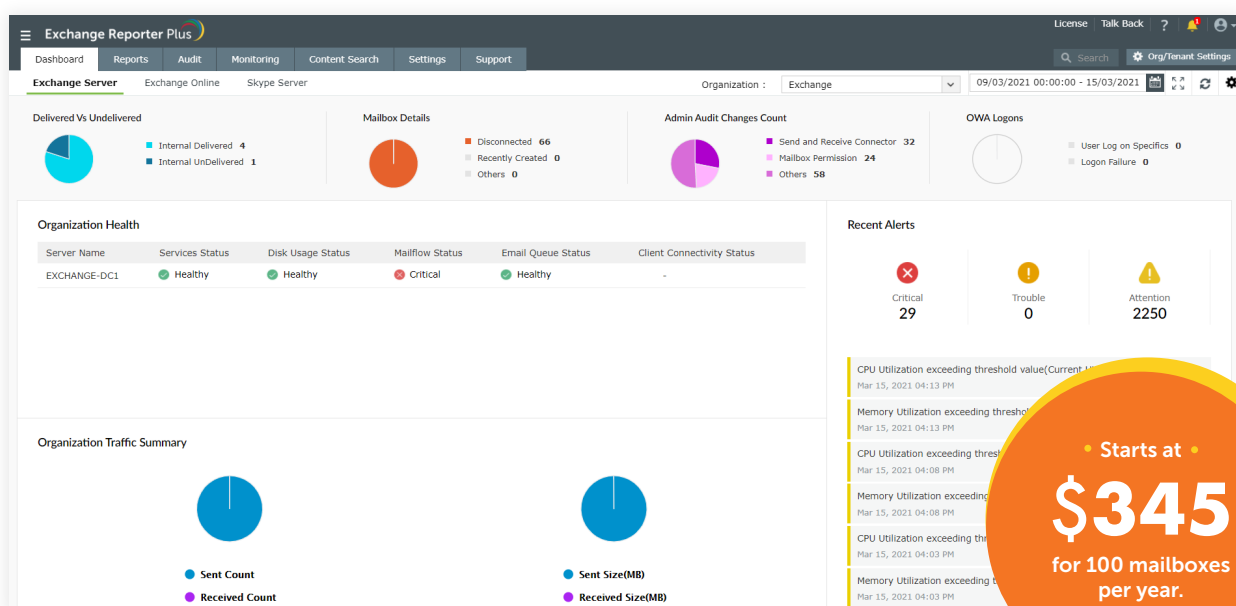 License Talk Back ?
Exchange Reporter Plus
Dashboard Reports Audit Monitoring Content Search Settings Support
Search Org/Tenant Settings
Exchange Server Exchange Online Skype Server
Organization : Exchange 09/03/2021 00:00:00 - 15/03/2021
Delivered Vs Undelivered
Internal Delivered 4
Internal UnDelivered 1
Mailbox Details
Disconnected 66
Recently Created 0
Others 0
Admin Audit Changes Count
Send and Receive Connector 32
Mailbox Permission 24
Others 58
OWA Logons
User Log on Specifics 0
Logon Failure 0
Organization Health
Server Name Services Status Disk Usage Status Mailflow Status Email Queue Status Client Connectivity Status
EXCHANGE-DC1 Healthy Healthy Critical Healthy -
Organization Traffic Summary
Sent Count
Received Count
Sent Size(MB)
Received Size(MB)
Recent Alerts
Critical
29
Trouble
0
Attention
2250
CPU Utilization exceeding threshold value(Current
Mar 15, 2021 04:13 PM
Memory Utilization exceeding
Mar 15, 2021 04:13 PM
CPU Utilization exceeding
Mar 15, 2021 04:08 PM
Memory Utilization exceeding
Mar 15, 2021 04:08 PM
CPU Utilization exceeding
Mar 15, 2021 04:03 PM
Memory Utilization exceeding
Mar 15, 2021 04:03 PM
• Starts at •
$345
for 100 mailboxes
per year.